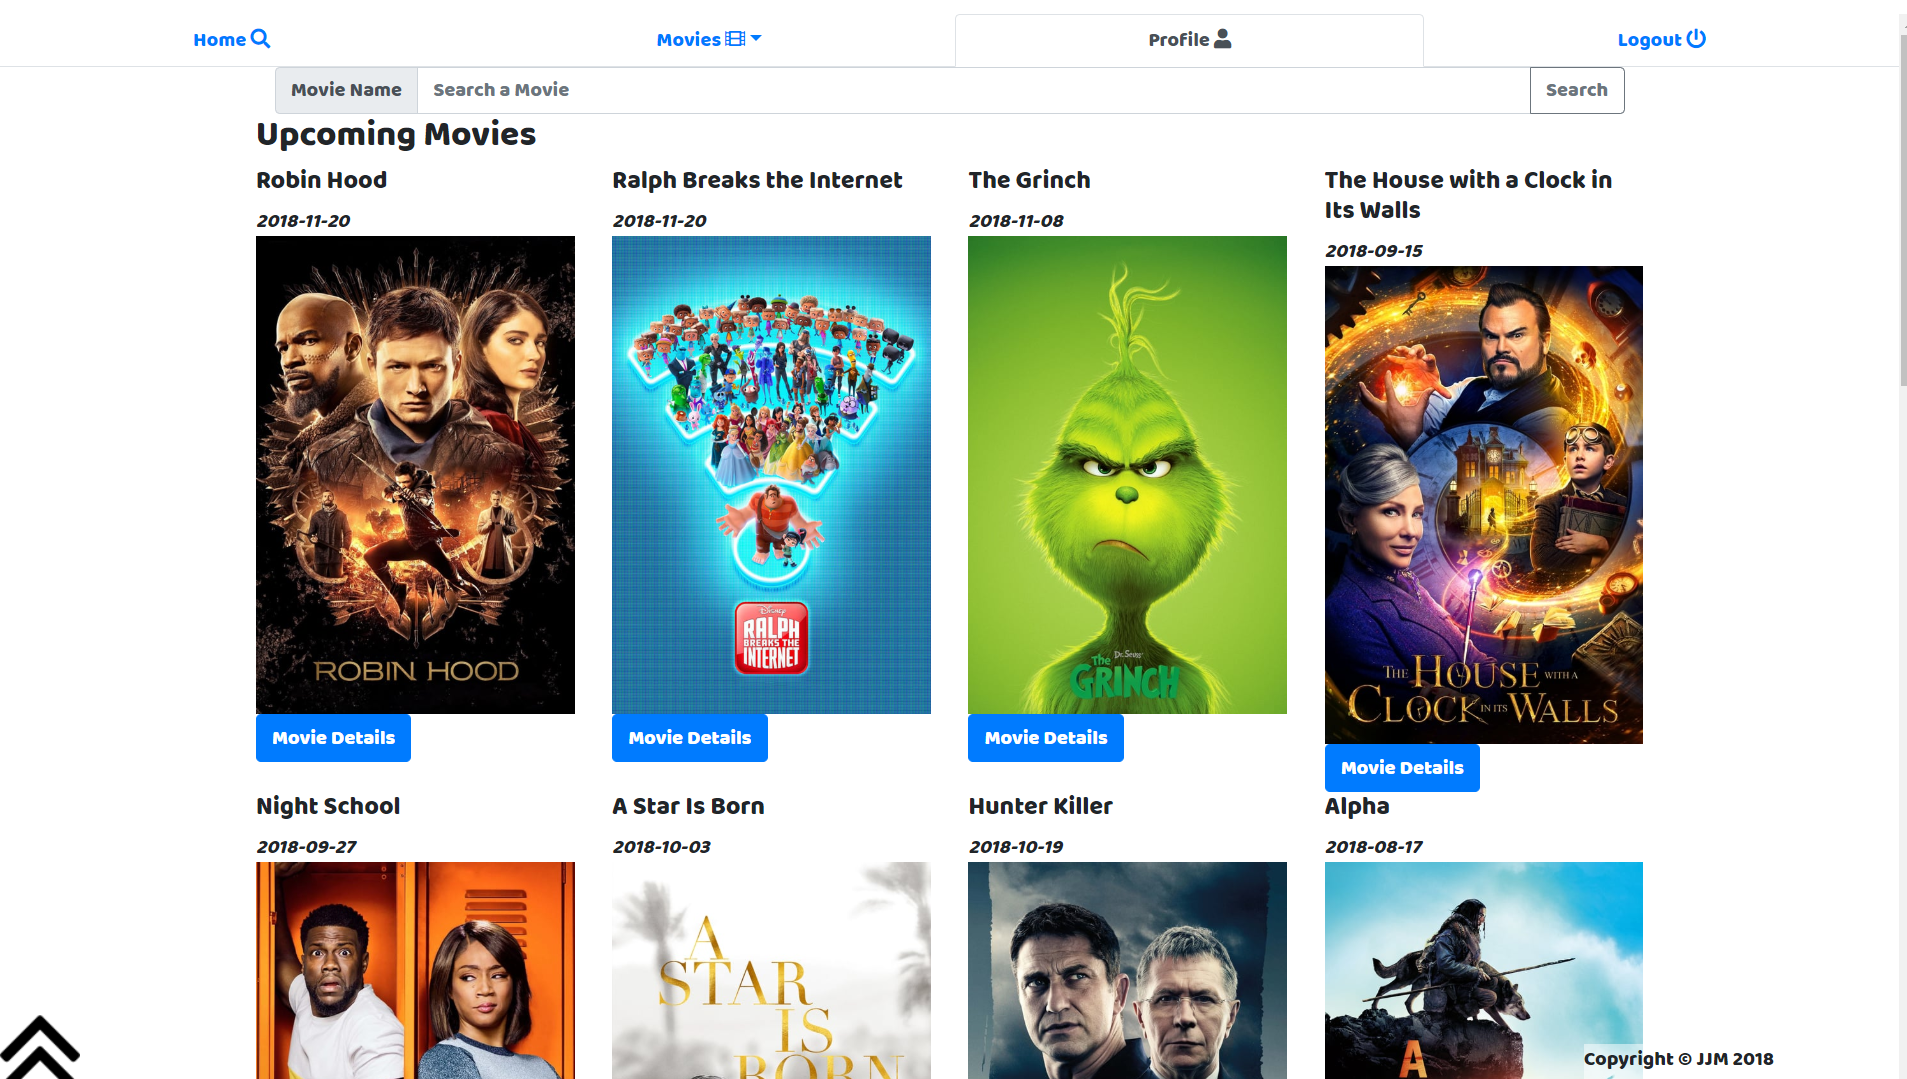 Home
Movies
Profile
Logout
Movie Name
Search a Movie
Search
Upcoming Movies
Robin Hood
2018-11-20
ROBIN HOOD
Movie Details
Ralph Breaks the Internet
2018-11-20
Disney
RALPH
BREAKS THE
INTERNET
Movie Details
The Grinch
2018-11-08
Dr. Seuss'
The
GRINCH
Movie Details
The House with a Clock in
Its Walls
2018-09-15
THE HOUSE WITH A
CLOCK IN ITS WALLS
Movie Details
Night School
2018-09-27
A Star Is Born
2018-10-03
A
STAR
IS
BORN
Hunter Killer
2018-10-19
Alpha
2018-08-17
A
Copyright © JJM 2018